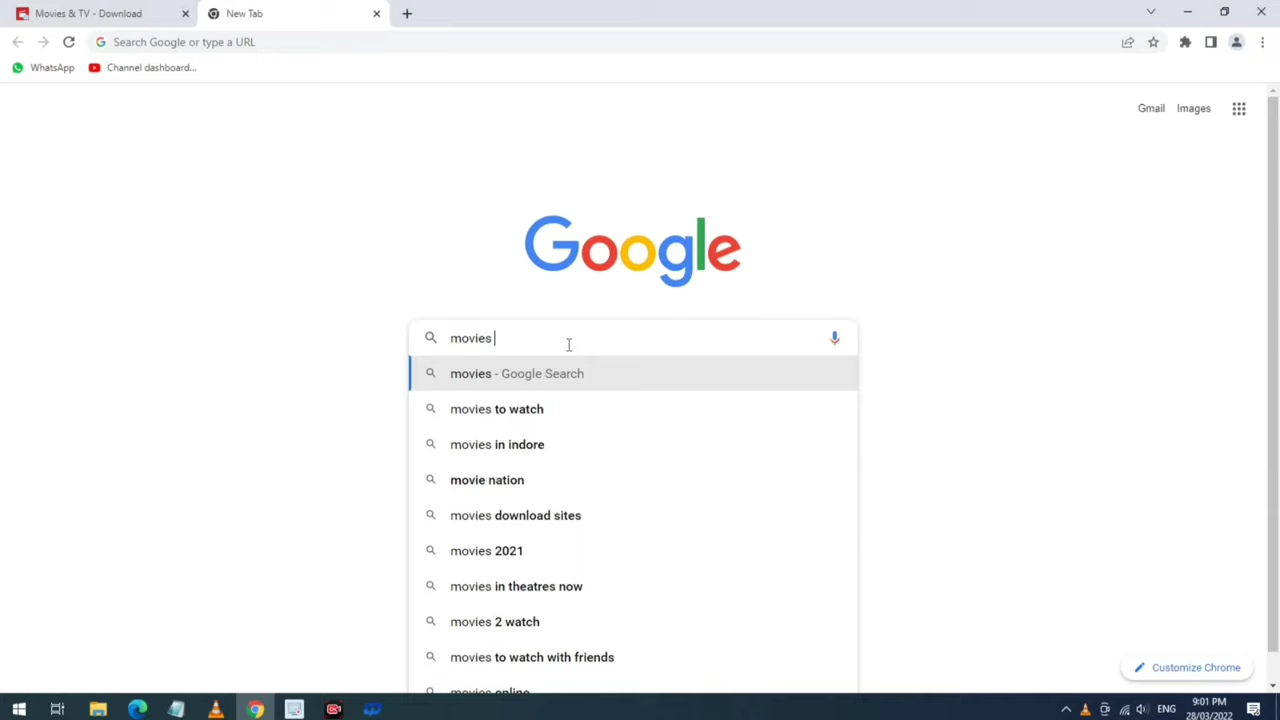 Movies & TV - Download
New Tab
Search Google or type a URL
WhatsApp
Channel dashboard...
Gmail
Images
Google
movies
movies - Google Search
movies to watch
movies in indore
movie nation
movies download sites
movies 2021
movies in theatres now
movies 2 watch
movies to watch with friends
movies online
Customize Chrome
ENG
9:01 PM
28/03/2022